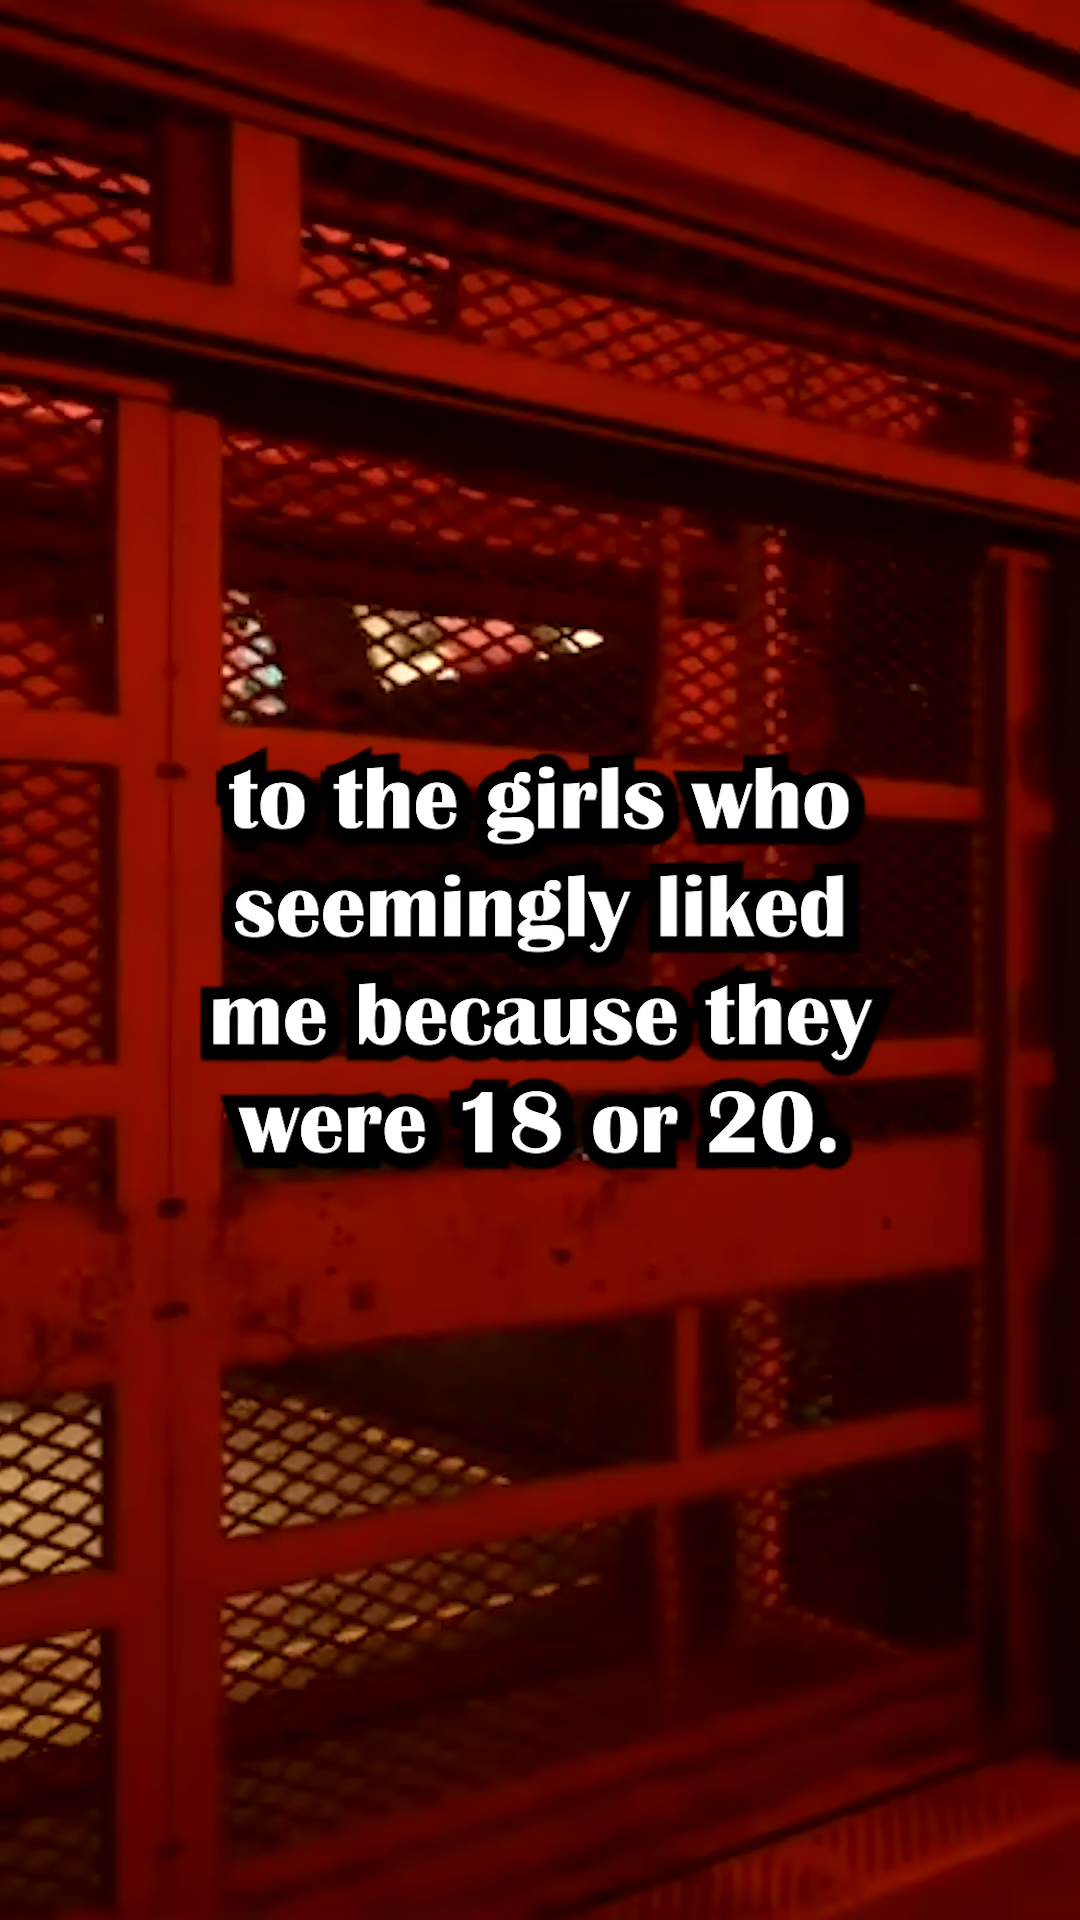 to the girls who
seemingly liked
me because they
were 18 or 20.